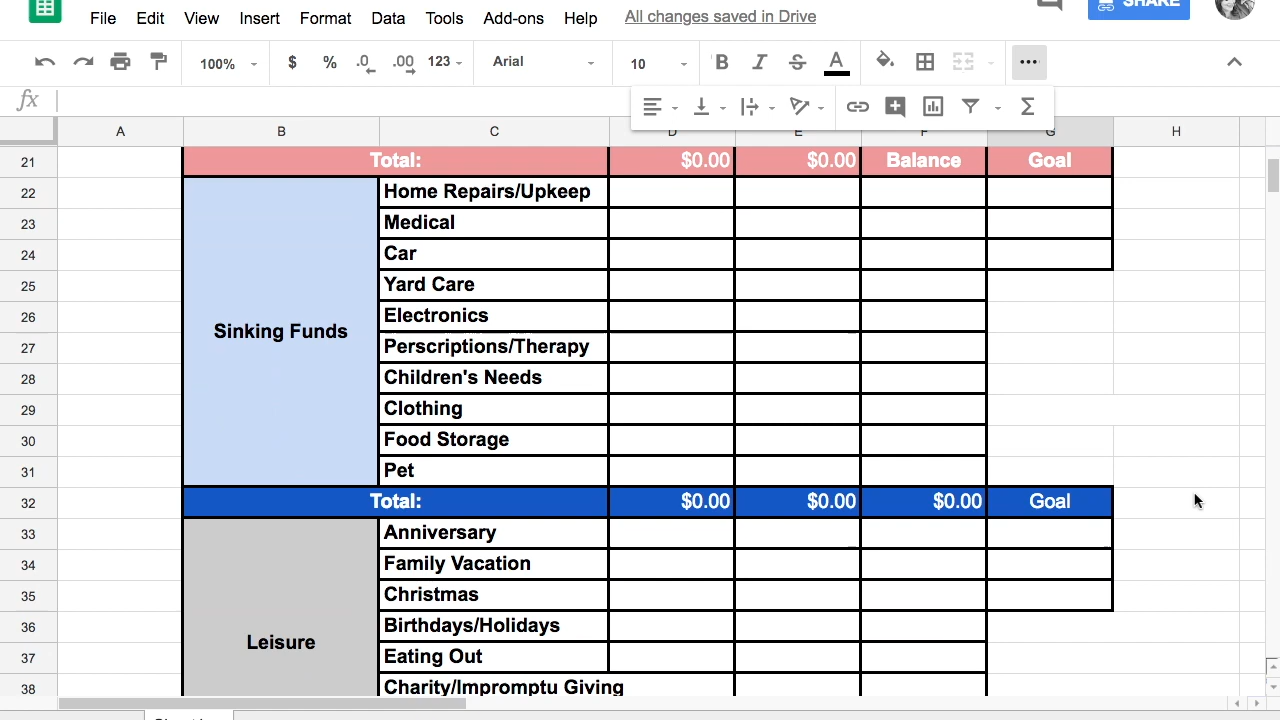 File Edit View Insert Format Data Tools Add-ons Help All changes saved in Drive SHARE
100% $ % .0 .00 123 Arial 10 B I S A
fx
A B C D E F G H
21 Total: $0.00 $0.00 Balance Goal
22 Home Repairs/Upkeep
23 Medical
24 Car
25 Yard Care
26 Electronics
Sinking Funds
27 Perscriptions/Therapy
28 Children's Needs
29 Clothing
30 Food Storage
31 Pet
32 Total: $0.00 $0.00 $0.00 Goal
33 Anniversary
34 Family Vacation
35 Christmas
36 Birthdays/Holidays
Leisure
37 Eating Out
38 Charity/Impromptu Giving